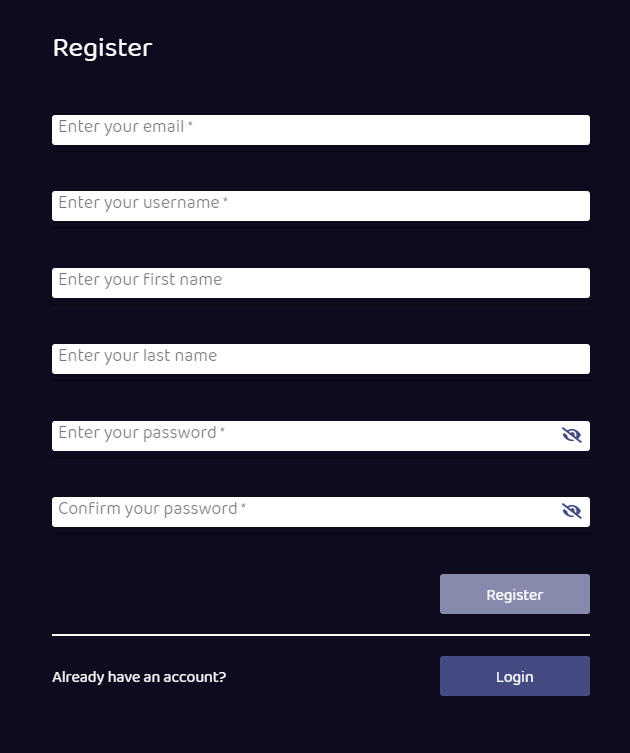 Register
Enter your email *
Enter your username *
Enter your first name
Enter your last name
Enter your password *
Confirm your password *
Register
Already have an account?
Login